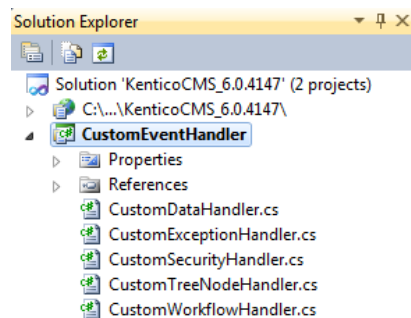 Solution Explorer
Solution 'KenticoCMS_6.0.4147' (2 projects)
C:\...\KenticoCMS_6.0.4147\
CustomEventHandler
Properties
References
CustomDataHandler.cs
CustomExceptionHandler.cs
CustomSecurityHandler.cs
CustomTreeNodeHandler.cs
CustomWorkflowHandler.cs